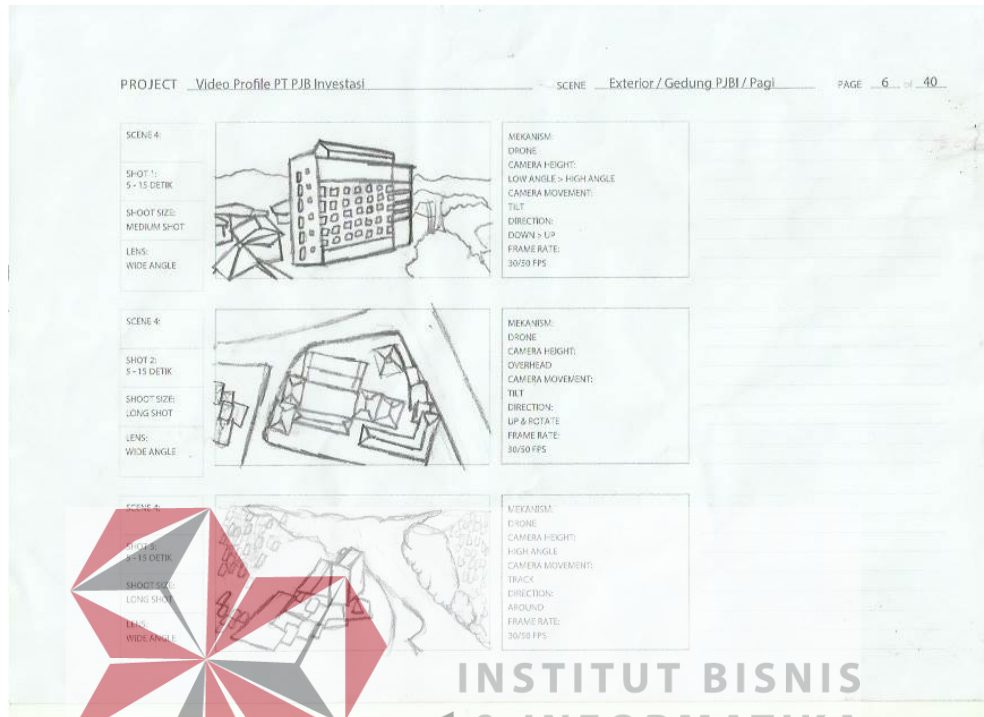 PROJECT Video Profile PT PJB Investasi SCENE Exterior / Gedung PJBI / Pagi PAGE 6 of 40
SCENE 4:
SHOT 1:
5 - 15 DETIK
SHOOT SIZE:
MEDIUM SHOT
LENS:
WIDE ANGLE
MEKANISM:
DRONE
CAMERA HEIGHT:
LOW ANGLE > HIGH ANGLE
CAMERA MOVEMENT:
TILT
DIRECTION:
DOWN > UP
FRAME RATE:
30/50 FPS
SCENE 4:
SHOT 2:
5 - 15 DETIK
SHOOT SIZE:
LONG SHOT
LENS:
WIDE ANGLE
MEKANISM:
DRONE
CAMERA HEIGHT:
OVERHEAD
CAMERA MOVEMENT:
TILT
DIRECTION:
UP & ROTATE
FRAME RATE:
30/50 FPS
SCENE 4:
SHOT 3:
5 - 15 DETIK
SHOOT SIZE:
LONG SHOT
LENS:
WIDE ANGLE
MEKANISM:
DRONE
CAMERA HEIGHT:
HIGH ANGLE
CAMERA MOVEMENT:
TRACK
DIRECTION:
AROUND
FRAME RATE:
30/50 FPS
INSTITUT BISNIS
& INFORMATIKA